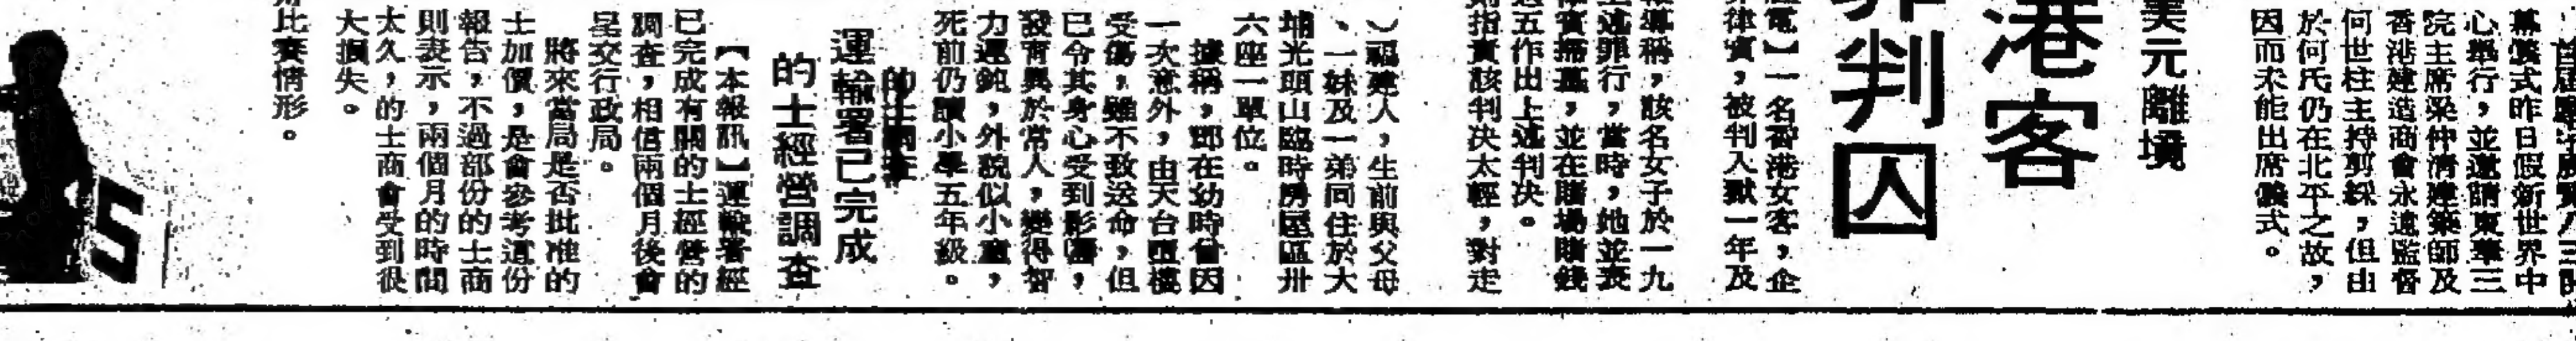 幕儀式昨日假新世界中
心舉行，並邀請東華三
院主席梁仲清建築師及
香港建造商會永遠監督
何世柱主持剪綵，但由
於何氏仍在北平之故，
因而未能出席儀式。
美元離境
港客
判囚
電】一名香港女客，企
律賓，被判入獄一年及
報導稱，該名女子於一九
上述罪行，當時，她並表
律賓掃墓，並在賭場賭錢
五作出上述判決。
則指責該判決太輕，對走
）福建人，生前與父母
、一妹及一弟同住於大
埔光頭山臨時房屋區卅
六座一單位。
據稱，鄧在幼時曾因
一次意外，由天台墮樓
受傷，雖不致送命，但
已令其身心受到影響，
發育異於常人，變得智
力遲鈍，外貌似小童，
死前仍讀小學五年級。
運輸署已完成
的士經營調查
【本報訊】運輸署經
已完成有關的士經營的
調查，相信兩個月後會
呈交行政局。
將來當局是否批准的
士加價，是會參考這份
報告，不過部份的士商
則表示，兩個月的時間
太久，的士商會受到很
大損失。
比賽情形。
5